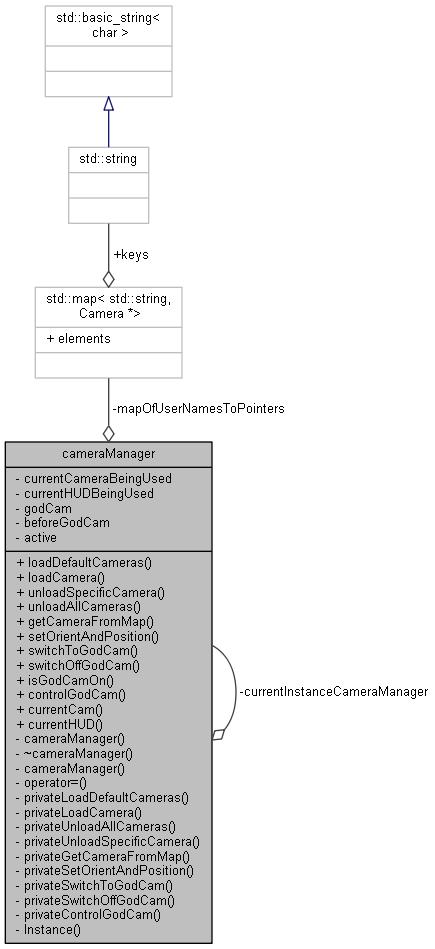 std::basic_string<
char >
std::string
+keys
std::map< std::string,
Camera *>
+ elements
-mapOfUserNamesToPointers
cameraManager
- currentCameraBeingUsed
- currentHUDBeingUsed
- godCam
- beforeGodCam
- active
+ loadDefaultCameras()
+ loadCamera()
+ unloadSpecificCamera()
+ unloadAllCameras()
+ getCameraFromMap()
+ setOrientAndPosition()
+ switchToGodCam()
+ switchOffGodCam()
+ isGodCamOn()
+ controlGodCam()
+ currentCam()
+ currentHUD()
- cameraManager()
- ~cameraManager()
- cameraManager()
- operator=()
- privateLoadDefaultCameras()
- privateLoadCamera()
- privateUnloadAllCameras()
- privateUnloadSpecificCamera()
- privateGetCameraFromMap()
- privateSetOrientAndPosition()
- privateSwitchToGodCam()
- privateSwitchOffGodCam()
- privateControlGodCam()
- Instance()
-currentInstanceCameraManager